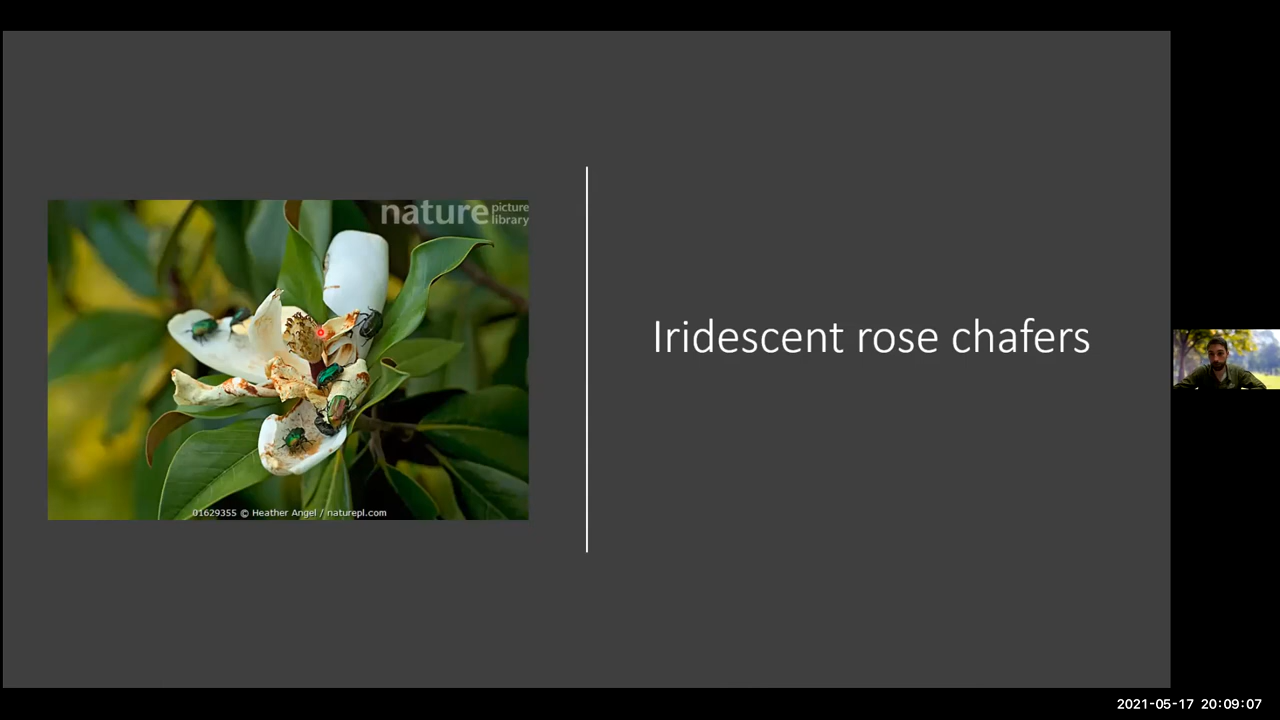 nature picture library
01629355 © Heather Angel / naturepl.com
Iridescent rose chafers
2021-05-17 20:09:07